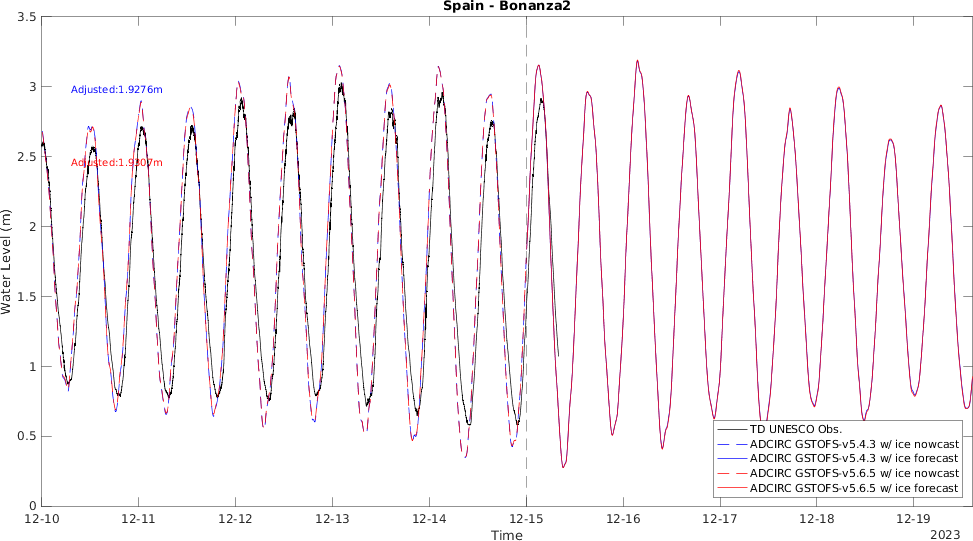 Spain - Bonanza2
3.5
3
2.5
2
1.5
1
0.5
0
Water Level (m)
Adjusted:1.9276m
Adjusted:1.9307m
TD UNESCO Obs.
ADCIRC GSTOFS-v5.4.3 w/ ice nowcast
ADCIRC GSTOFS-v5.4.3 w/ ice forecast
ADCIRC GSTOFS-v5.6.5 w/ ice nowcast
ADCIRC GSTOFS-v5.6.5 w/ ice forecast
12-10 12-11 12-12 12-13 12-14 12-15 12-16 12-17 12-18 12-19
Time
2023